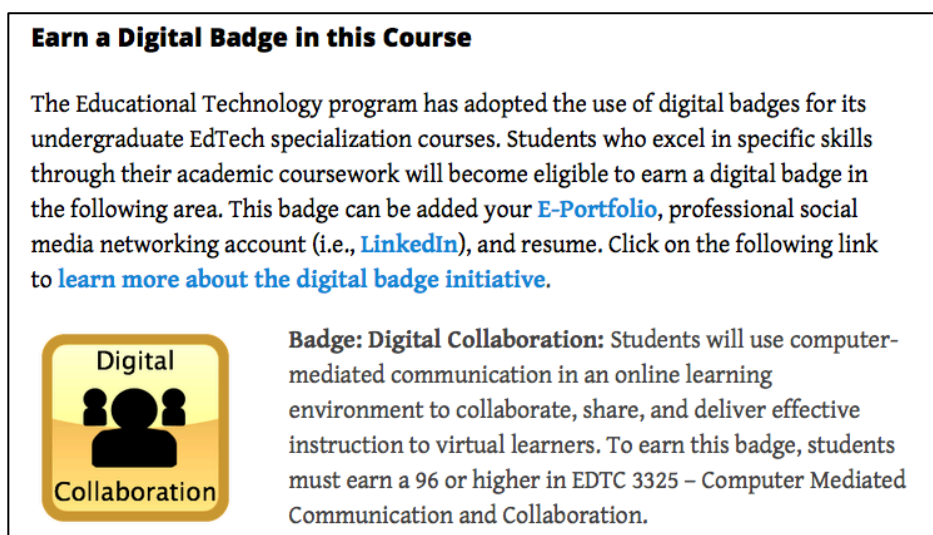 Earn a Digital Badge in this Course
The Educational Technology program has adopted the use of digital badges for its
undergraduate EdTech specialization courses. Students who excel in specific skills
through their academic coursework will become eligible to earn a digital badge in
the following area. This badge can be added your E-Portfolio, professional social
media networking account (i.e., LinkedIn), and resume. Click on the following link
to learn more about the digital badge initiative.
Digital
Collaboration
Badge: Digital Collaboration: Students will use computer-
mediated communication in an online learning
environment to collaborate, share, and deliver effective
instruction to virtual learners. To earn this badge, students
must earn a 96 or higher in EDTC 3325 – Computer Mediated
Communication and Collaboration.